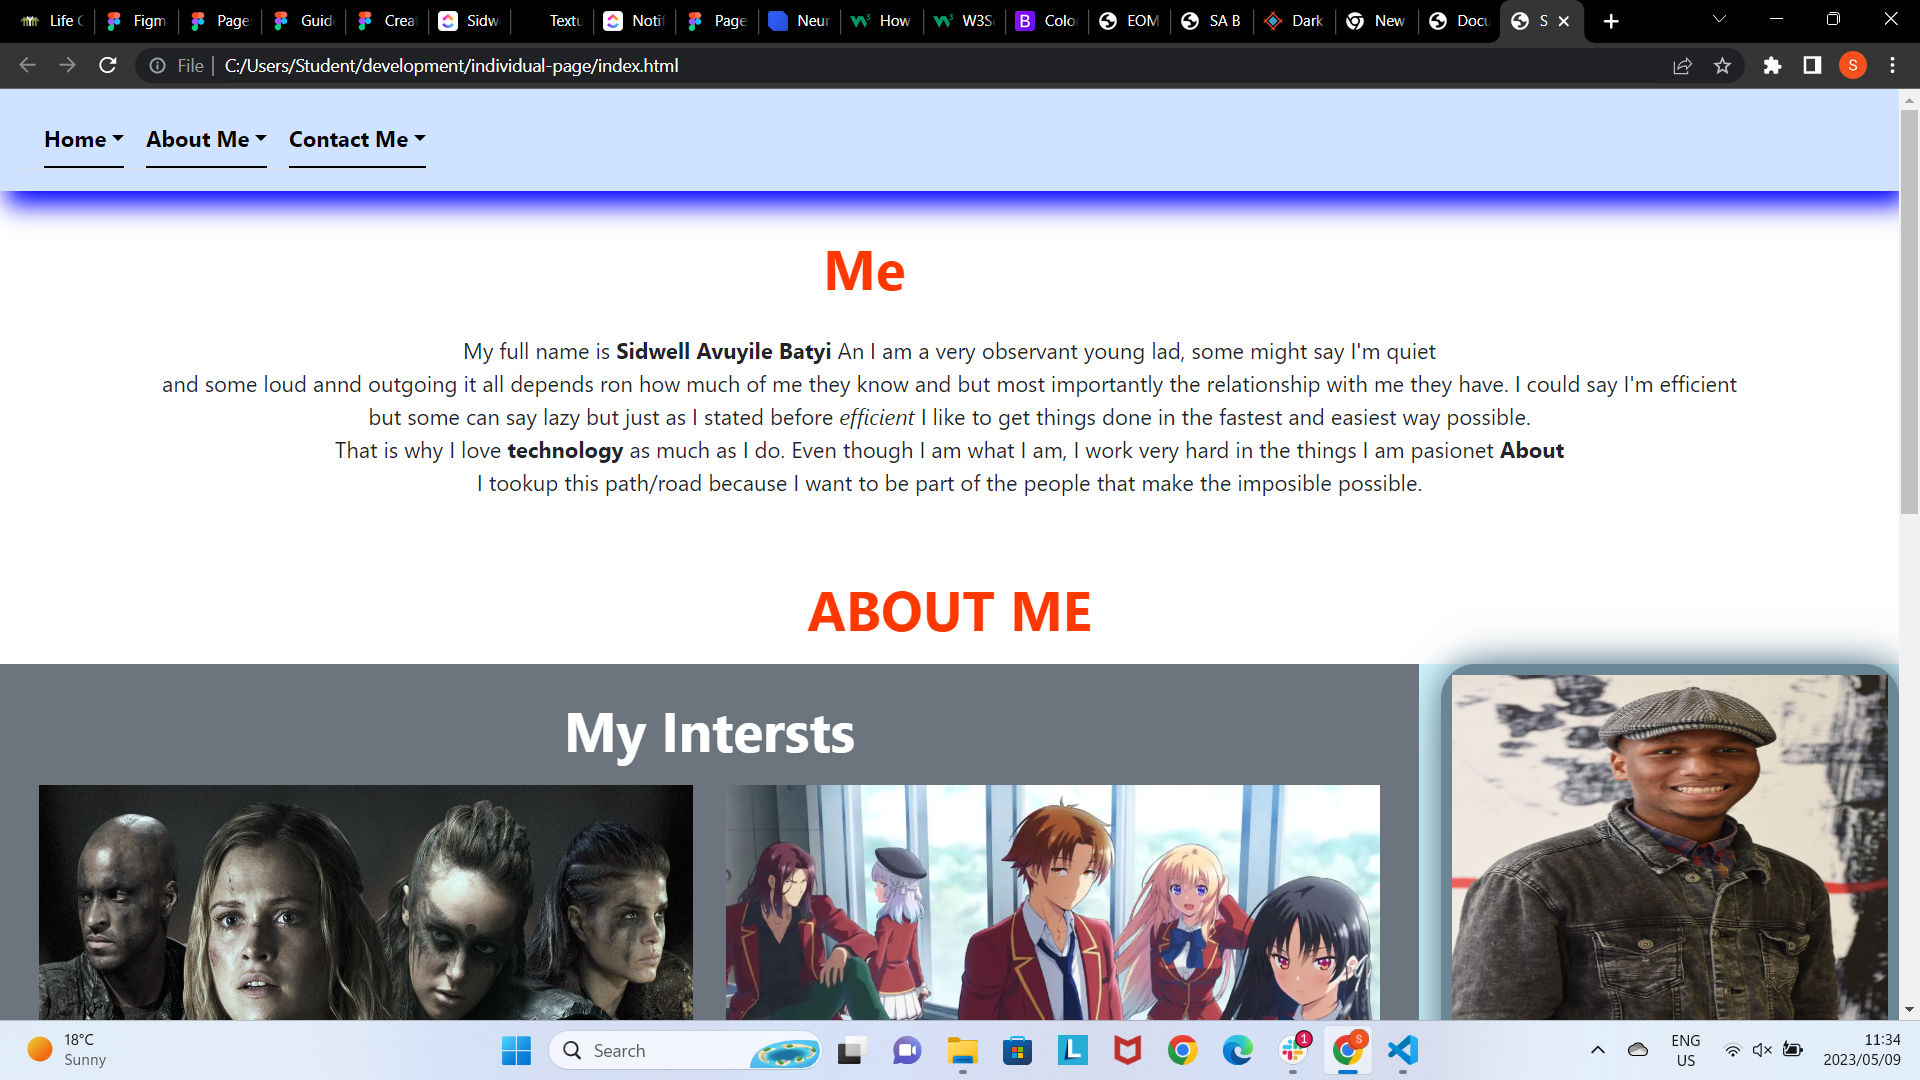 Life C
Figm
Page
Guid
Crea
Sidw
Textu
Notif
Page
Neur
How
W3S
Colo
EOM
SA B
Dark
New
Docu
S
File
C:/Users/Student/development/individual-page/index.html
S
Home
About Me
Contact Me
Me
My full name is Sidwell Avuyile Batyi An I am a very observant young lad, some might say I'm quiet
and some loud annd outgoing it all depends ron how much of me they know and but most importantly the relationship with me they have. I could say I'm efficient
but some can say lazy but just as I stated before efficient I like to get things done in the fastest and easiest way possible.
That is why I love technology as much as I do. Even though I am what I am, I work very hard in the things I am pasionet About
I tookup this path/road because I want to be part of the people that make the imposible possible.
ABOUT ME
My Intersts
18°C
Sunny
Search
L
1
S
ENG
US
11:34
2023/05/09